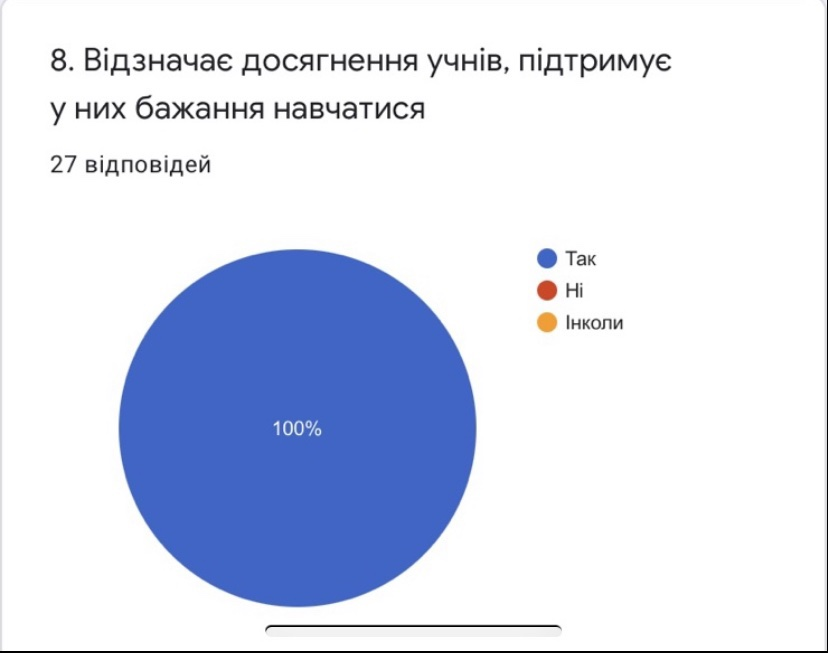 8. Відзначає досягнення учнів, підтримує
у них бажання навчатися
27 відповідей
Так
Ні
Інколи
100%